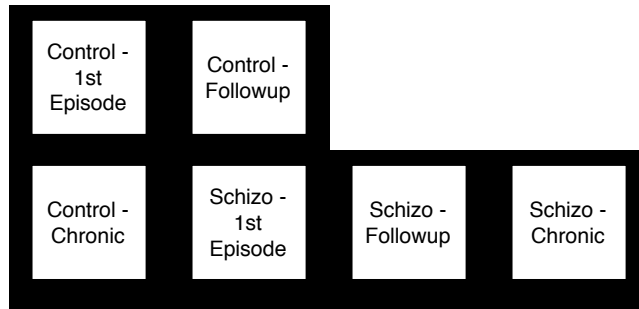 Control -
1st
Episode
Control -
Followup
Control -
Chronic
Schizo -
1st
Episode
Schizo -
Followup
Schizo -
Chronic